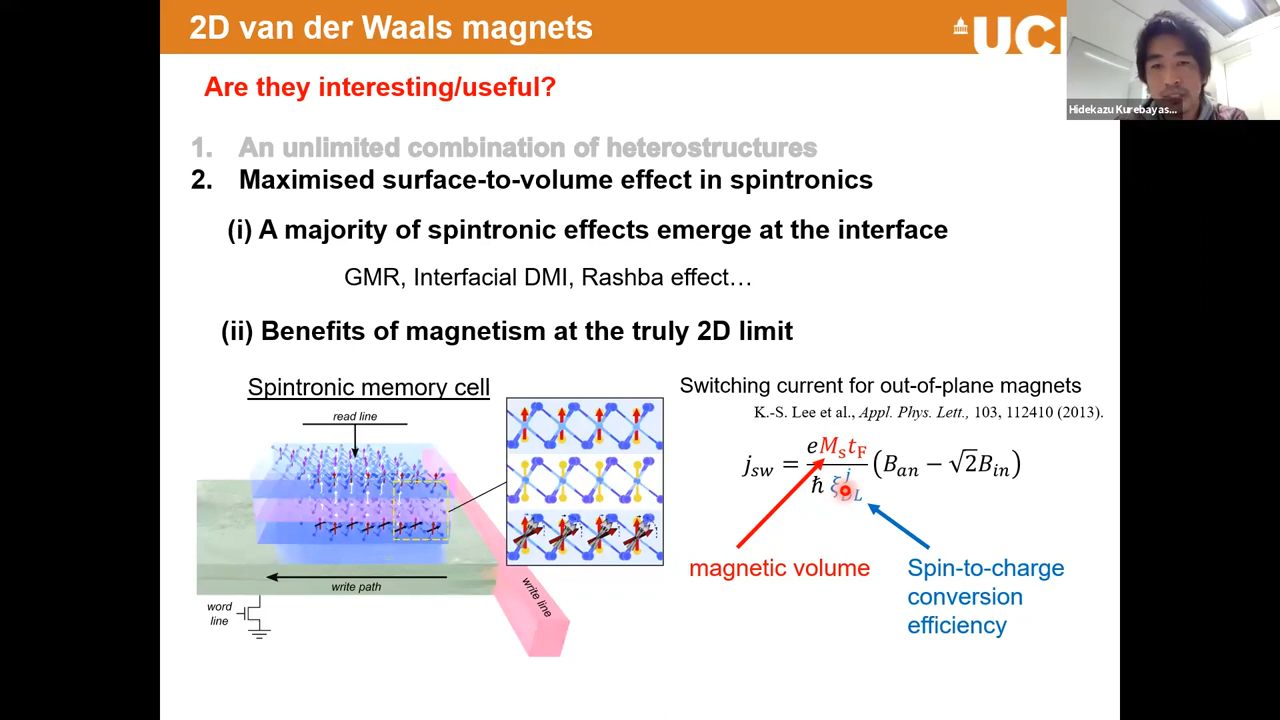 2D van der Waals magnets
UCL
Hidekazu Kurebayas...
Are they interesting/useful?
1. An unlimited combination of heterostructures
2. Maximised surface-to-volume effect in spintronics
(i) A majority of spintronic effects emerge at the interface
GMR, Interfacial DMI, Rashba effect…
(ii) Benefits of magnetism at the truly 2D limit
Spintronic memory cell
read line
write path
write line
word
line
Switching current for out-of-plane magnets
K.-S. Lee et al., Appl. Phys. Lett., 103, 112410 (2013).
j_sw = eM_s t_F / ħ ξ_DL^j (B_an − √2B_in)
magnetic volume
Spin-to-charge
conversion
efficiency